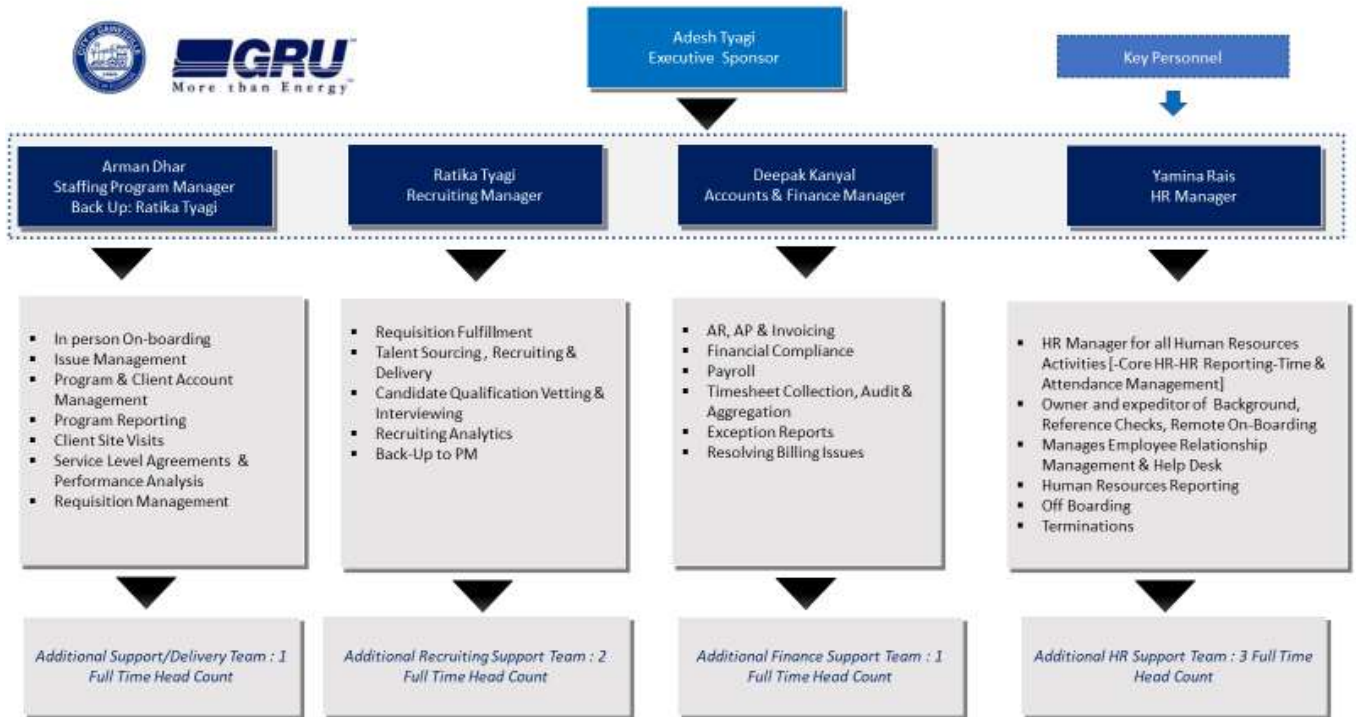 GRU
More than Energy
Adesh Tyagi
Executive Sponsor
Key Personnel
Arman Dhar
Staffing Program Manager
Back Up: Ratika Tyagi
Ratika Tyagi
Recruiting Manager
Deepak Kanyal
Accounts & Finance Manager
Yamina Rais
HR Manager
▪ In person On-boarding
▪ Issue Management
▪ Program & Client Account
Management
▪ Program Reporting
▪ Client Site Visits
▪ Service Level Agreements &
Performance Analysis
▪ Requisition Management
▪ Requisition Fulfillment
▪ Talent Sourcing , Recruiting &
Delivery
▪ Candidate Qualification Vetting &
Interviewing
▪ Recruiting Analytics
▪ Back-Up to PM
▪ AR, AP & Invoicing
▪ Financial Compliance
▪ Payroll
▪ Timesheet Collection, Audit &
Aggregation
▪ Exception Reports
▪ Resolving Billing Issues
▪ HR Manager for all Human Resources
Activities [-Core HR-HR Reporting-Time &
Attendance Management]
▪ Owner and expeditor of Background,
Reference Checks, Remote On-Boarding
▪ Manages Employee Relationship
Management & Help Desk
▪ Human Resources Reporting
▪ Off Boarding
▪ Terminations
Additional Support/Delivery Team : 1
Full Time Head Count
Additional Recruiting Support Team : 2
Full Time Head Count
Additional Finance Support Team : 1
Full Time Head Count
Additional HR Support Team : 3 Full Time
Head Count